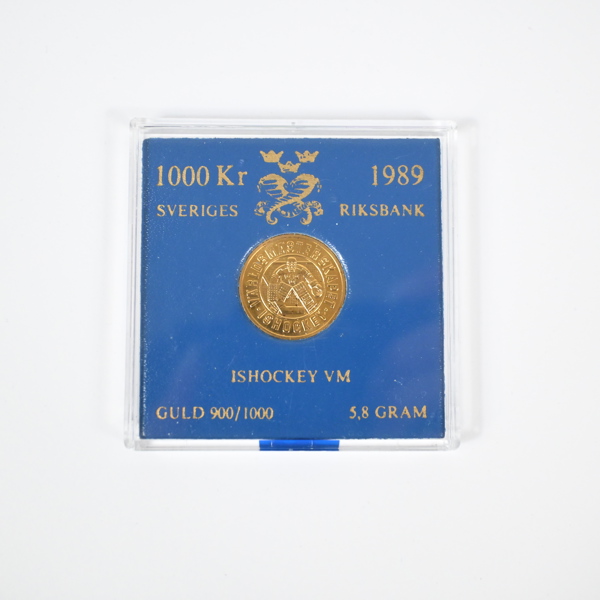 1000 Kr 1989
SVERIGES RIKSBANK
ISHOCKEY VM
GULD 900/1000 5,8 GRAM